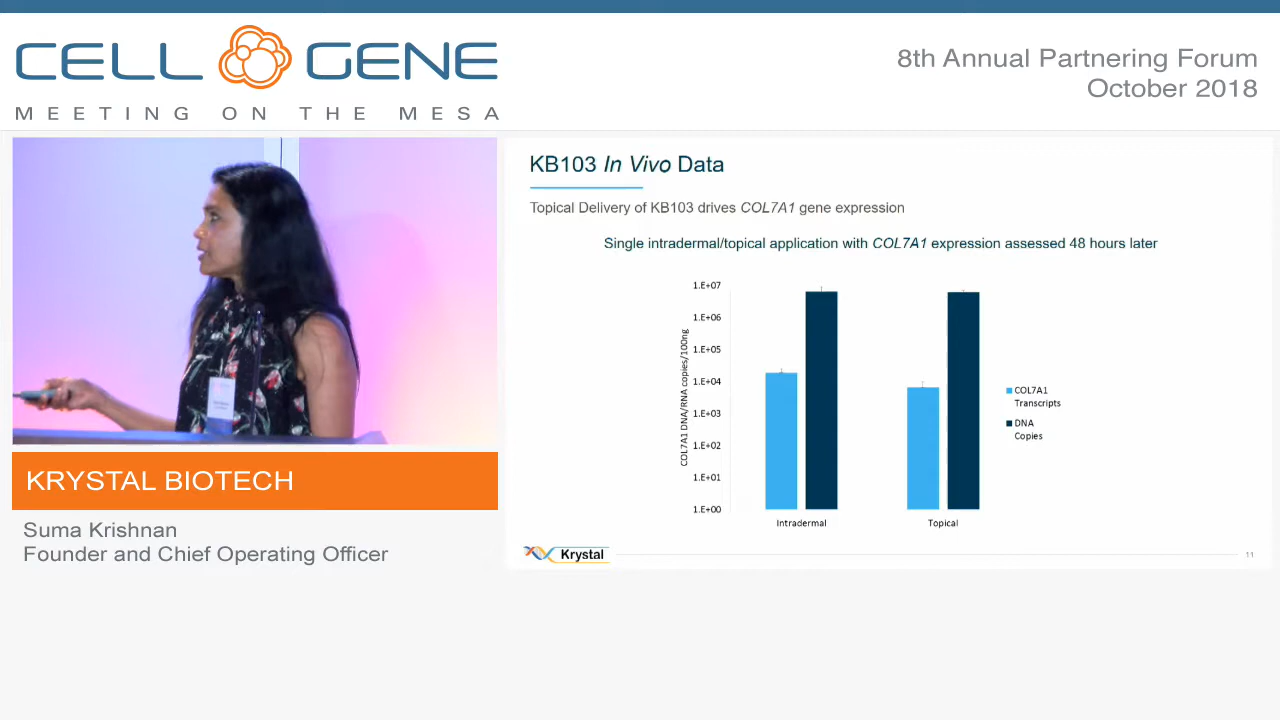 CELL GENE
MEETING ON THE MESA
8th Annual Partnering Forum
October 2018
KB103 In Vivo Data
Topical Delivery of KB103 drives COL7A1 gene expression
Single intradermal/topical application with COL7A1 expression assessed 48 hours later
COL7A1 DNA/RNA copies/100ng
1.E+07
1.E+06
1.E+05
1.E+04
1.E+03
1.E+02
1.E+01
1.E+00
Intradermal
Topical
COL7A1
Transcripts
DNA
Copies
Krystal
11
KRYSTAL BIOTECH
Suma Krishnan
Founder and Chief Operating Officer